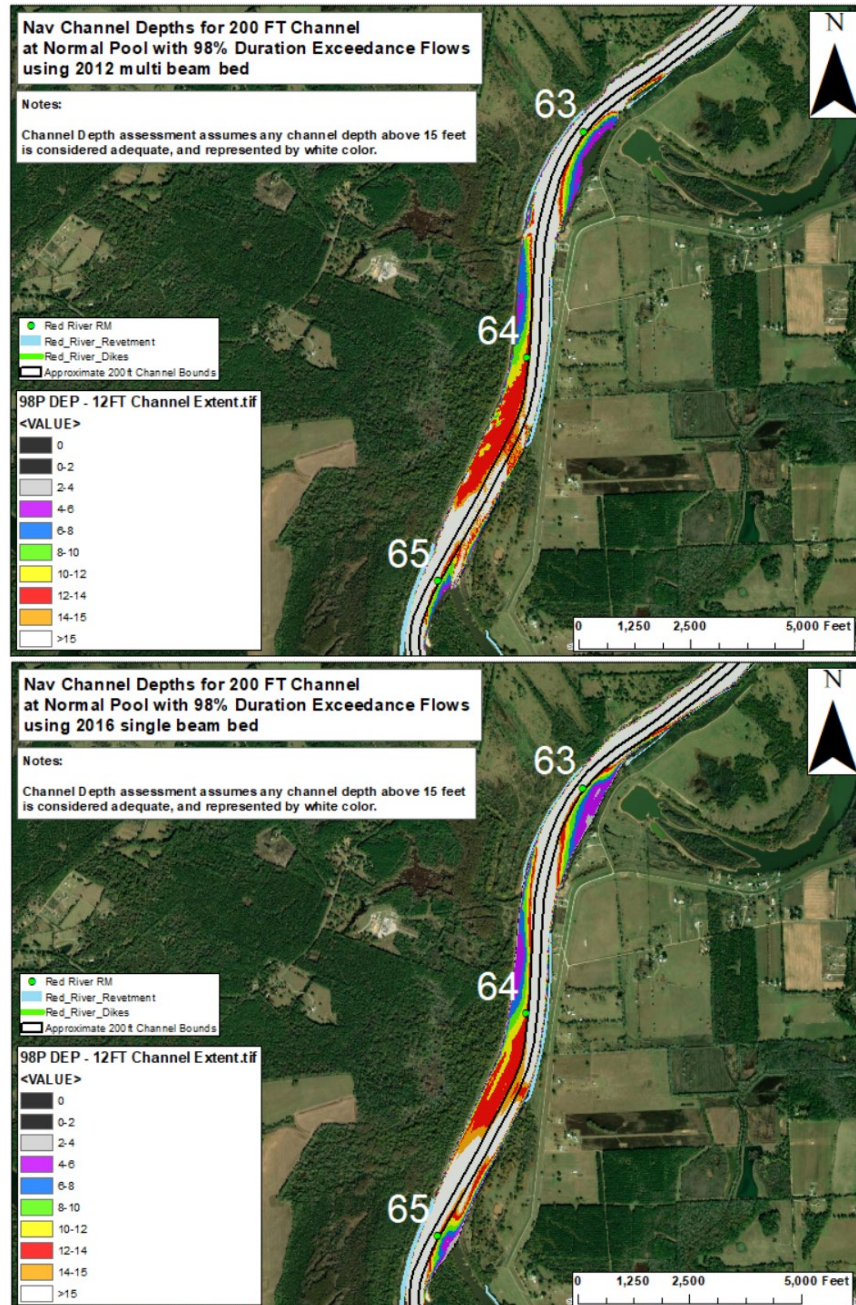 Nav Channel Depths for 200 FT Channel
at Normal Pool with 98% Duration Exceedance Flows
using 2012 multi beam bed
Notes:
Channel Depth assessment assumes any channel depth above 15 feet
is considered adequate, and represented by white color.
N
63
64
65
Red River RM
Red_River_Revetment
Red_River_Dikes
Approximate 200 ft Channel Bounds
98P DEP - 12FT Channel Extent.tif
<VALUE>
0
0-2
2-4
4-6
6-8
8-10
10-12
12-14
14-15
>15
0 1,250 2,500 5,000 Feet
Nav Channel Depths for 200 FT Channel
at Normal Pool with 98% Duration Exceedance Flows
using 2016 single beam bed
Notes:
Channel Depth assessment assumes any channel depth above 15 feet
is considered adequate, and represented by white color.
N
63
64
65
Red River RM
Red_River_Revetment
Red_River_Dikes
Approximate 200 ft Channel Bounds
98P DEP - 12FT Channel Extent.tif
<VALUE>
0
0-2
2-4
4-6
6-8
8-10
10-12
12-14
14-15
>15
0 1,250 2,500 5,000 Feet